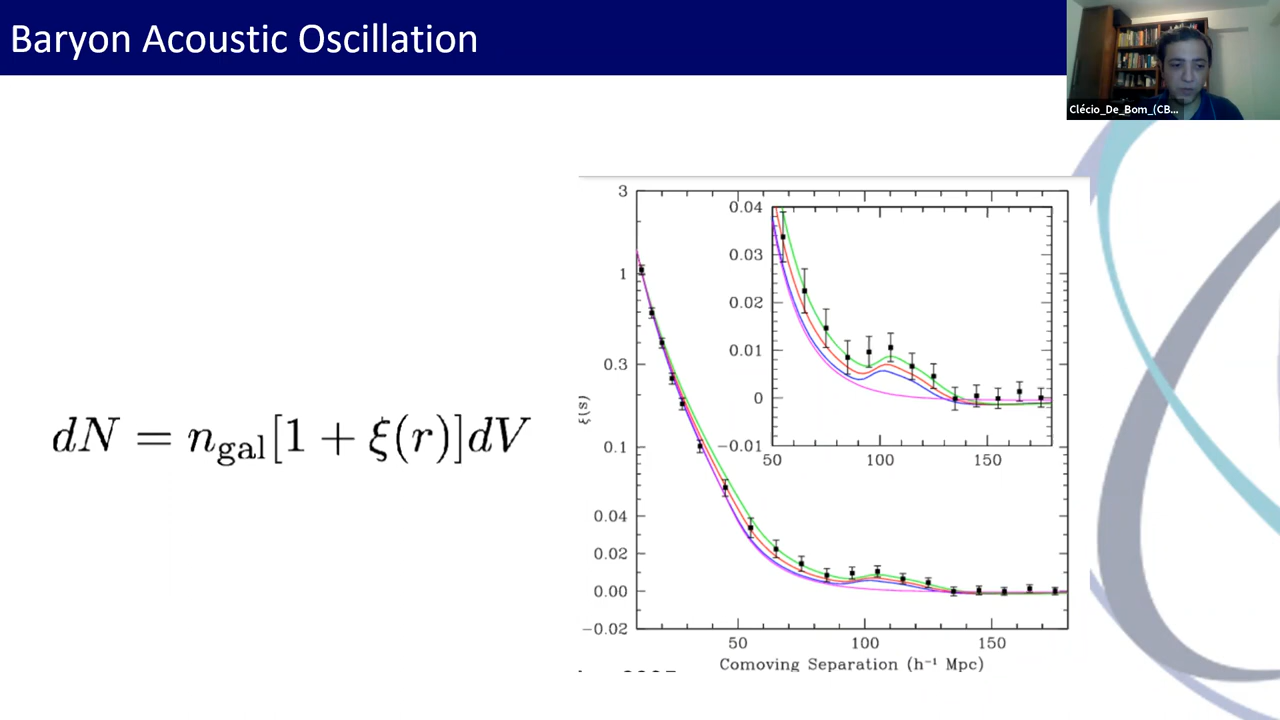 Baryon Acoustic Oscillation
Clécio_De_Bom_(CB...
dN = n_gal[1 + ξ(r)]dV
3
1
0.3
0.1
0.04
0.02
0.00
−0.02
ξ(s)
0.04
0.03
0.02
0.01
0
−0.01
50 100 150
50 100 150
Comoving Separation (h⁻¹ Mpc)